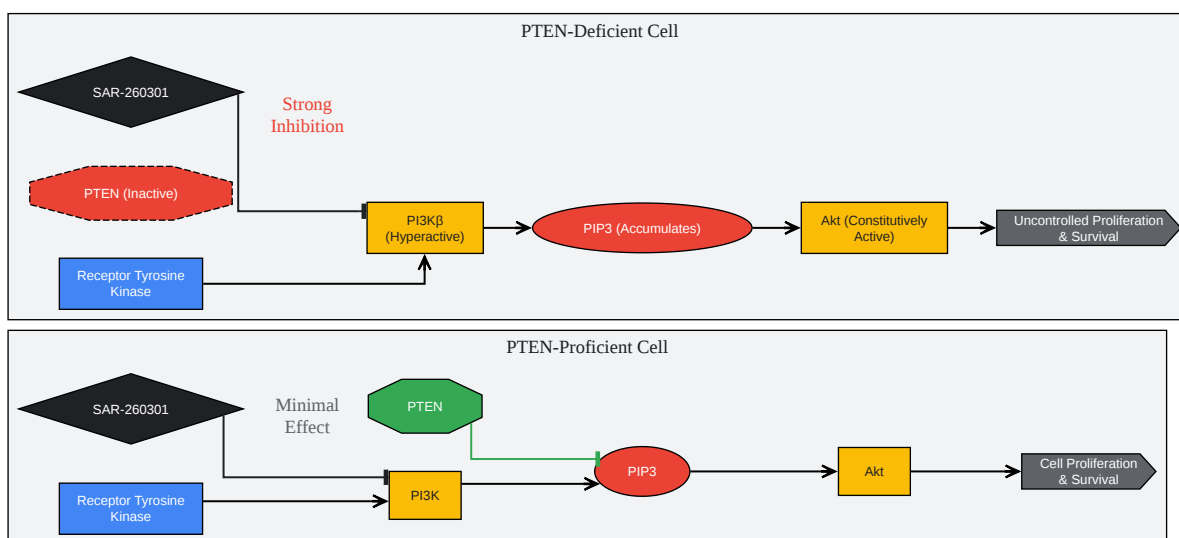 PTEN-Deficient Cell
SAR-260301
Strong
Inhibition
PTEN (Inactive)
PI3Kβ
(Hyperactive)
PIP3 (Accumulates)
Akt (Constitutively
Active)
Uncontrolled Proliferation
& Survival
Receptor Tyrosine
Kinase
PTEN-Proficient Cell
SAR-260301
Minimal
Effect
PTEN
PIP3
Akt
Cell Proliferation
& Survival
PI3K
Receptor Tyrosine
Kinase